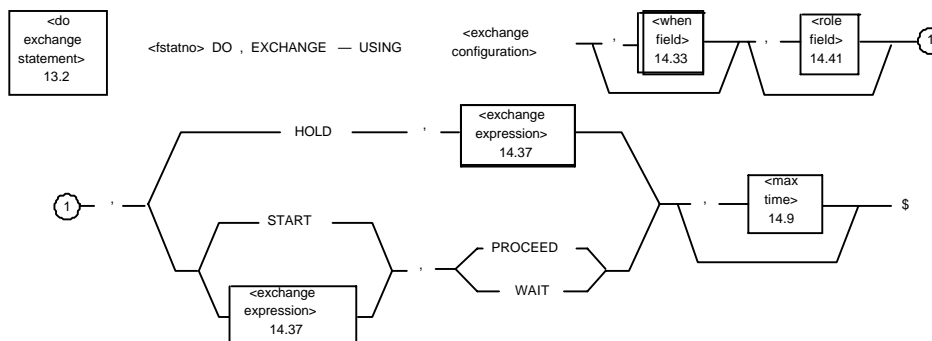 <do
exchange
statement>
13.2
<fstatno> DO , EXCHANGE — USING
<exchange
configuration>
,
<when
field>
14.33
,
<role
field>
14.41
1
HOLD
,
<exchange
expression>
14.37
1
,
START
<exchange
expression>
14.37
,
PROCEED
WAIT
,
<max
time>
14.9
$